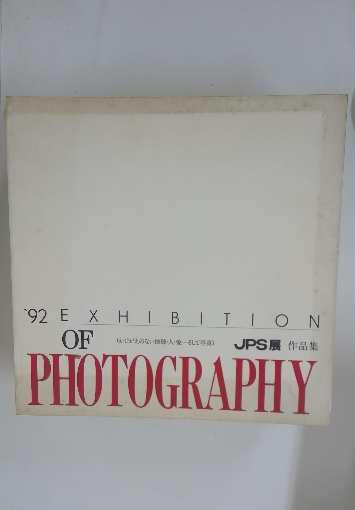 '92 EXHIBITION
OF JPS展 作品集
PHOTOGRAPHY